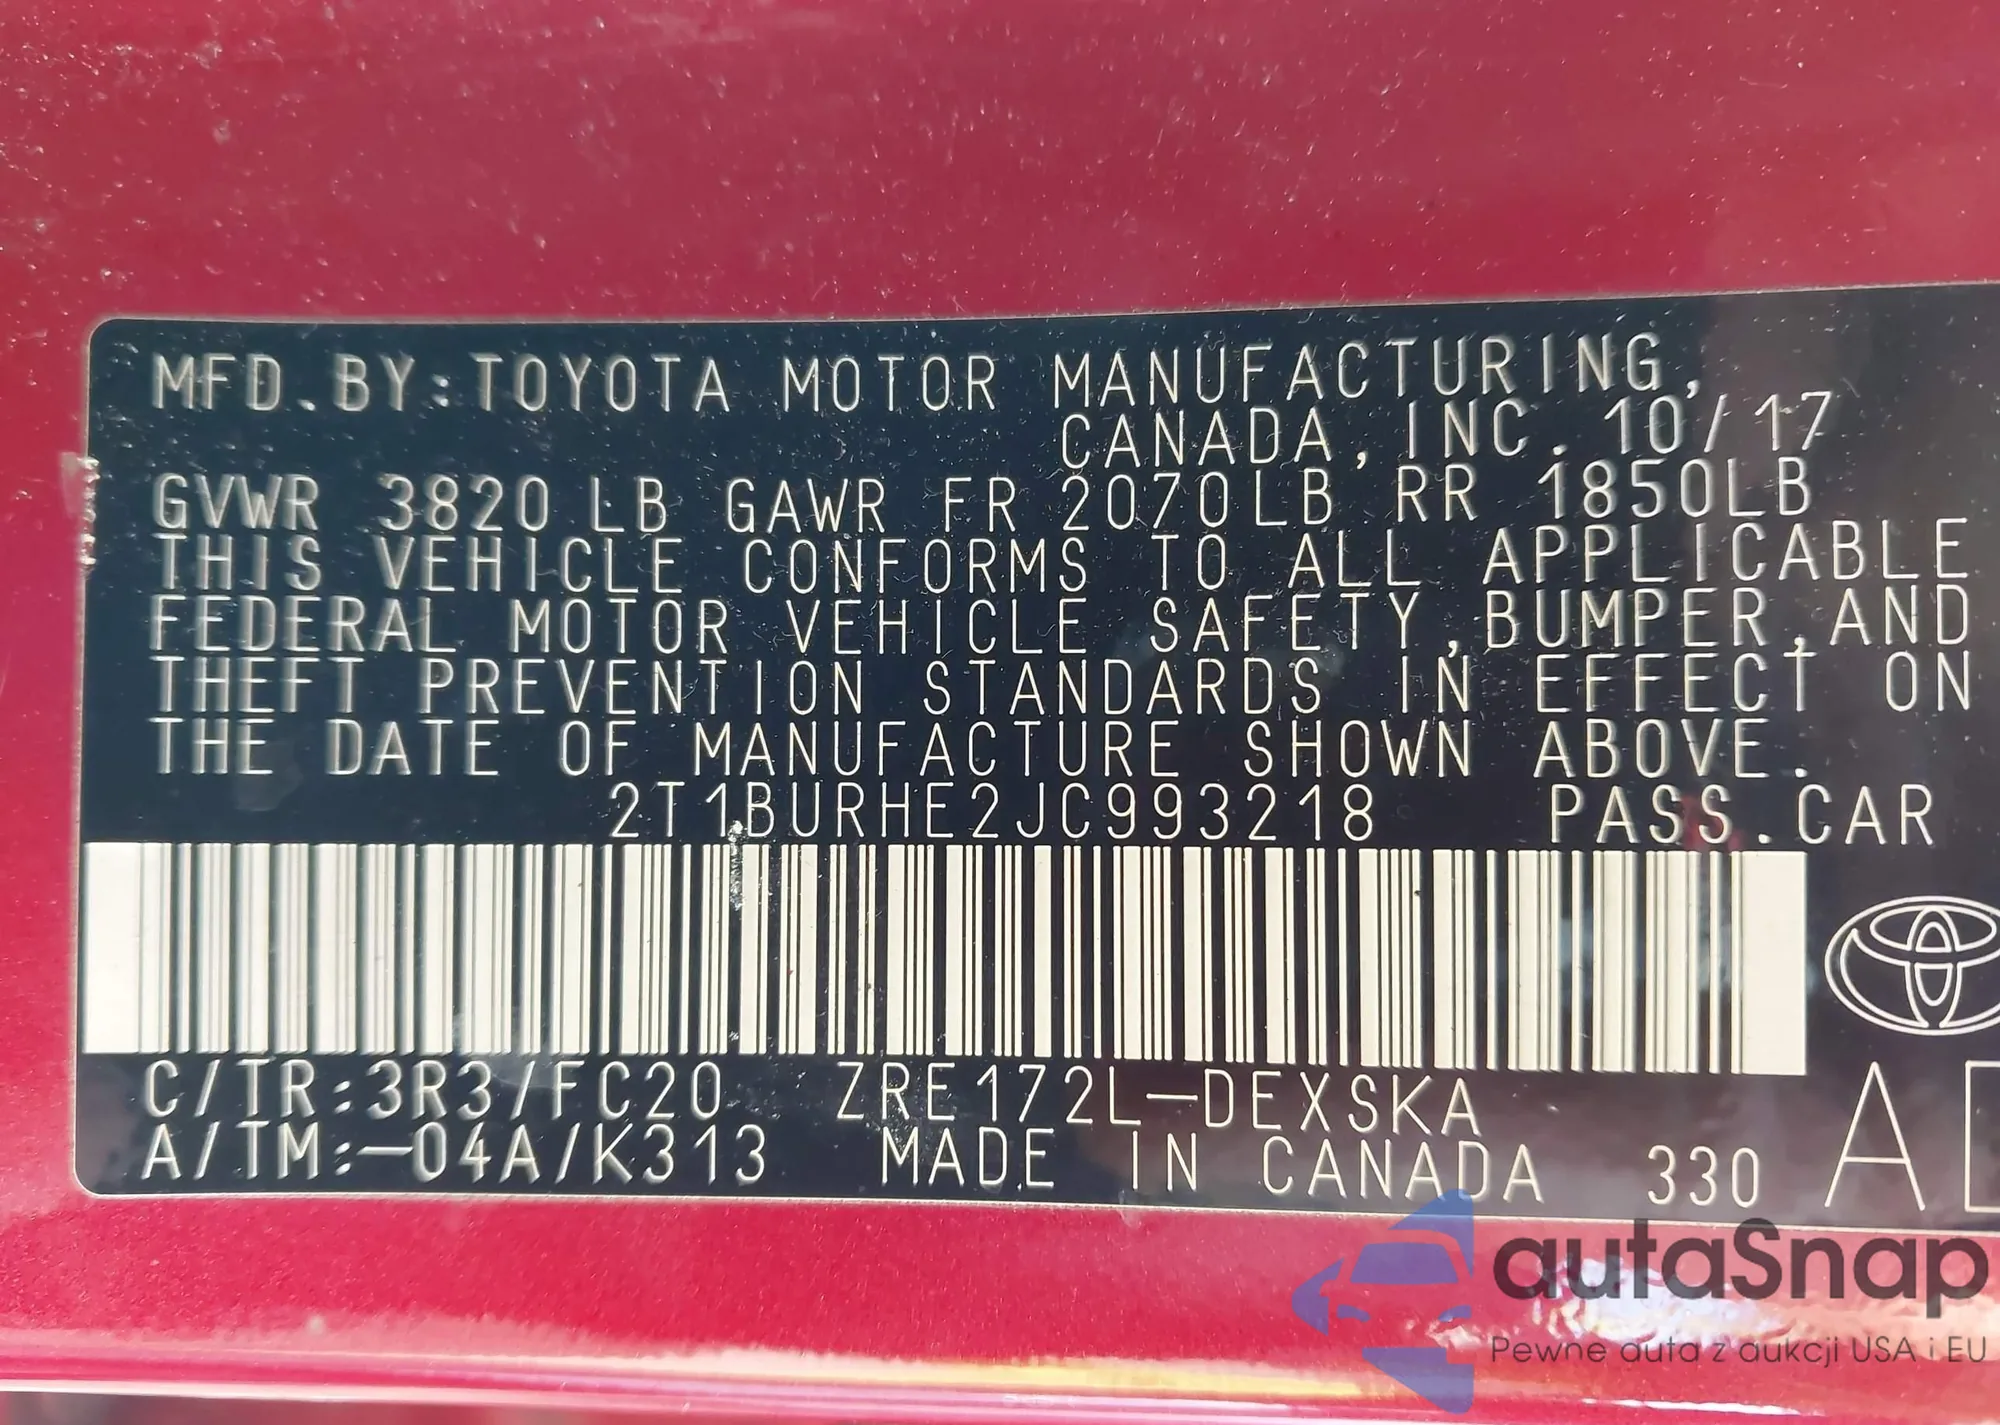 MFD.BY:TOYOTA MOTOR MANUFACTURING,
CANADA, INC. 10/17
GVWR 3820 LB GAWR FR 2070LB RR 1850LB
THIS VEHICLE CONFORMS TO ALL APPLICABLE
FEDERAL MOTOR VEHICLE SAFETY,BUMPER,AND
THEFT PREVENTION STANDARDS IN EFFECT ON
THE DATE OF MANUFACTURE SHOWN ABOVE.
2T1BURHE2JC993218 PASS.CAR
C/TR:3R3/FC20 ZRE172L-DEXSKA
A/TM:-04A/K313 MADE IN CANADA 330 A
autaSnap
Pewne auta z aukcji USA i EU